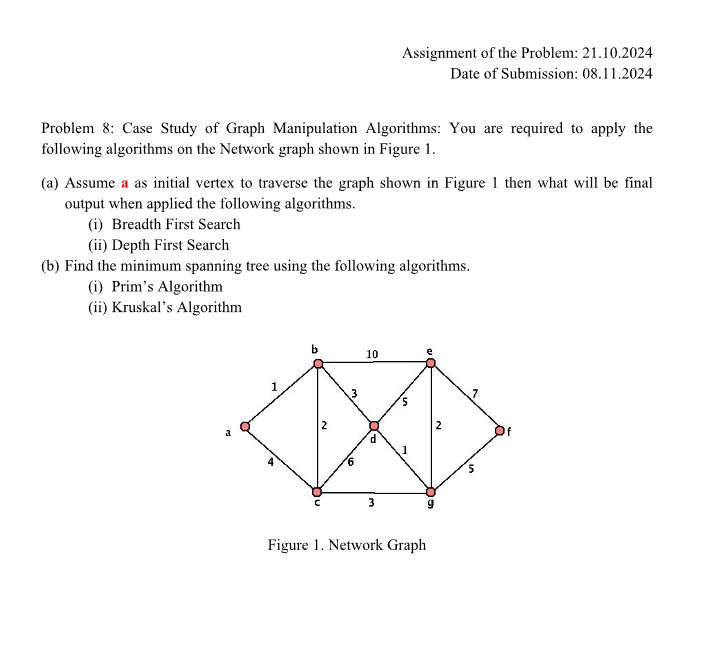 Assignment of the Problem: 21.10.2024
Date of Submission: 08.11.2024
Problem 8: Case Study of Graph Manipulation Algorithms: You are required to apply the
following algorithms on the Network graph shown in Figure 1.
(a) Assume a as initial vertex to traverse the graph shown in Figure 1 then what will be final
output when applied the following algorithms.
(i) Breadth First Search
(ii) Depth First Search
(b) Find the minimum spanning tree using the following algorithms.
(i) Prim's Algorithm
(ii) Kruskal's Algorithm
b 10 e
1 3 5 7
a 2 d 2 f
4 6 1 5
c 3 g
Figure 1. Network Graph